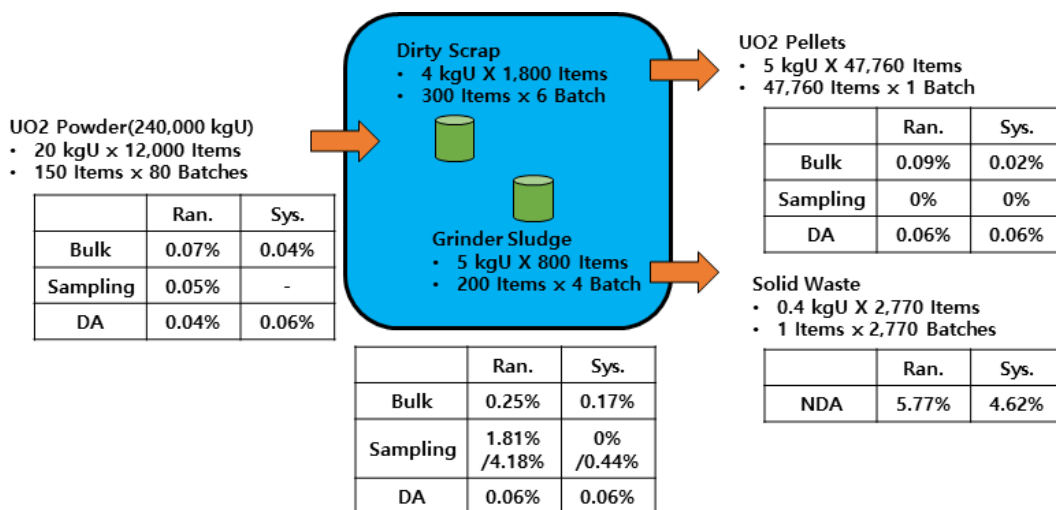 UO2 Powder(240,000 kgU)
• 20 kgU x 12,000 Items
• 150 Items x 80 Batches
Ran. Sys.
Bulk 0.07% 0.04%
Sampling 0.05% -
DA 0.04% 0.06%
Dirty Scrap
• 4 kgU X 1,800 Items
• 300 Items x 6 Batch
Grinder Sludge
• 5 kgU X 800 Items
• 200 Items x 4 Batch
Ran. Sys.
Bulk 0.25% 0.17%
Sampling 1.81% 0%
/4.18% /0.44%
DA 0.06% 0.06%
UO2 Pellets
• 5 kgU X 47,760 Items
• 47,760 Items x 1 Batch
Ran. Sys.
Bulk 0.09% 0.02%
Sampling 0% 0%
DA 0.06% 0.06%
Solid Waste
• 0.4 kgU X 2,770 Items
• 1 Items x 2,770 Batches
Ran. Sys.
NDA 5.77% 4.62%